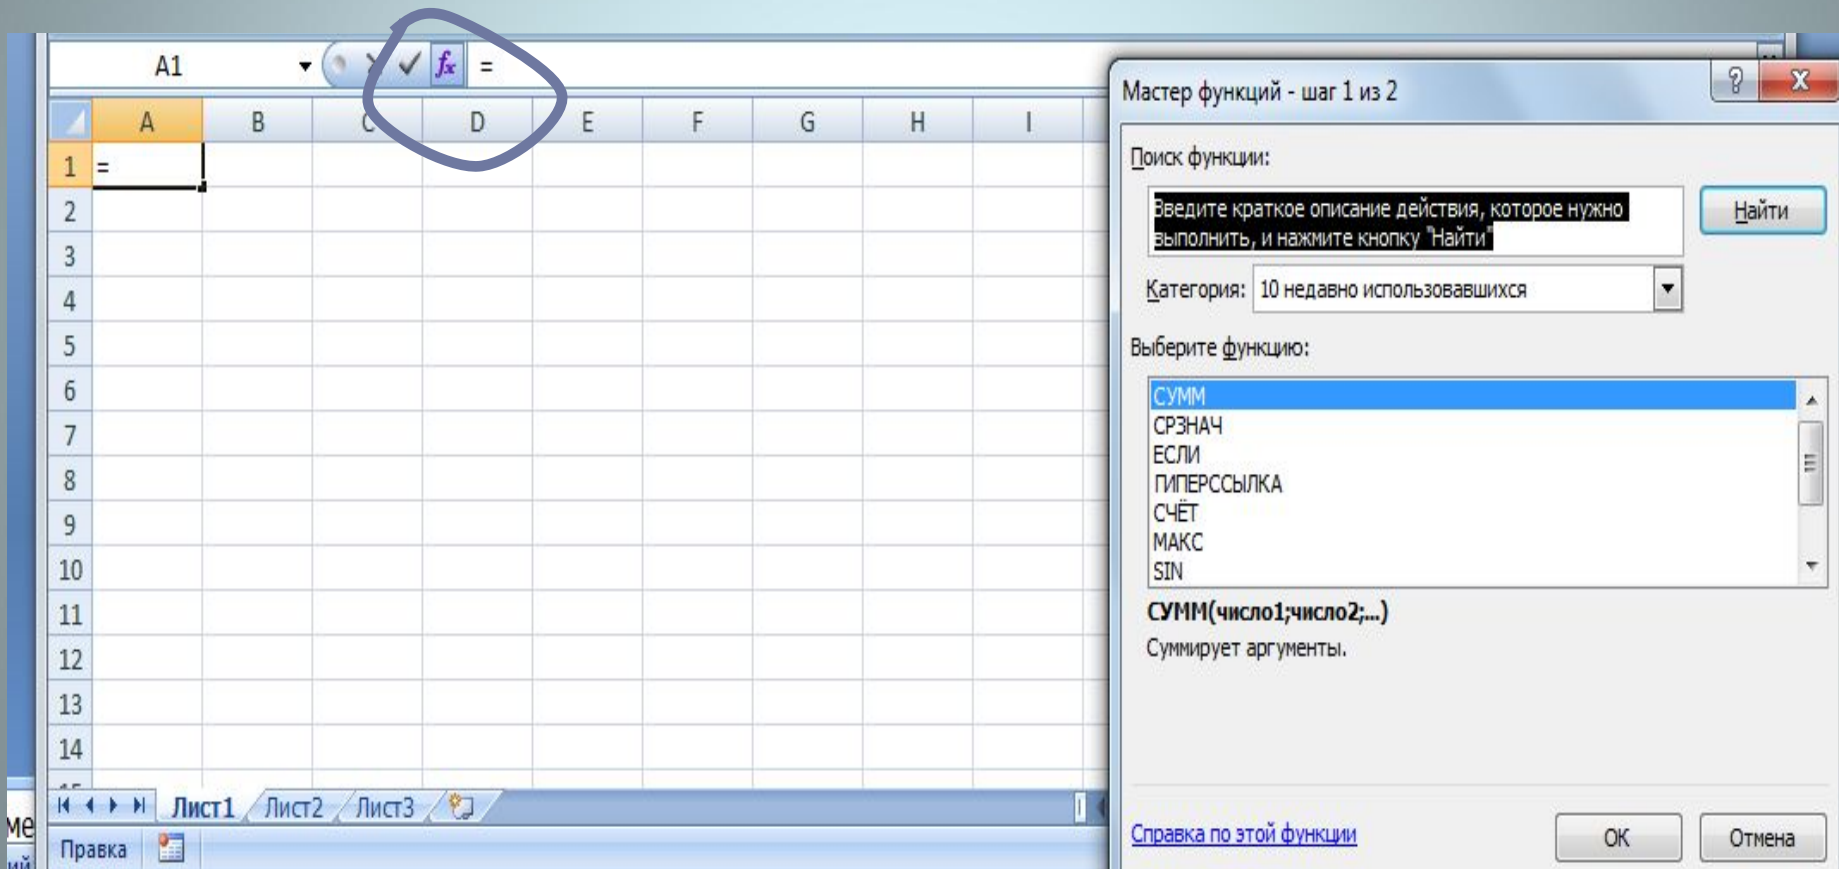 A1
fx =
A B C D E F G H I
1 =
2
3
4
5
6
7
8
9
10
11
12
13
14
15
Лист1 Лист2 Лист3
Правка
Мастер функций - шаг 1 из 2
Поиск функции:
Введите краткое описание действия, которое нужно
выполнить, и нажмите кнопку "Найти"
Найти
Категория: 10 недавно использовавшихся
Выберите функцию:
СУММ
СРЗНАЧ
ЕСЛИ
ГИПЕРССЫЛКА
СЧЁТ
МАКС
SIN
СУММ(число1;число2;...)
Суммирует аргументы.
Справка по этой функции
ОК Отмена